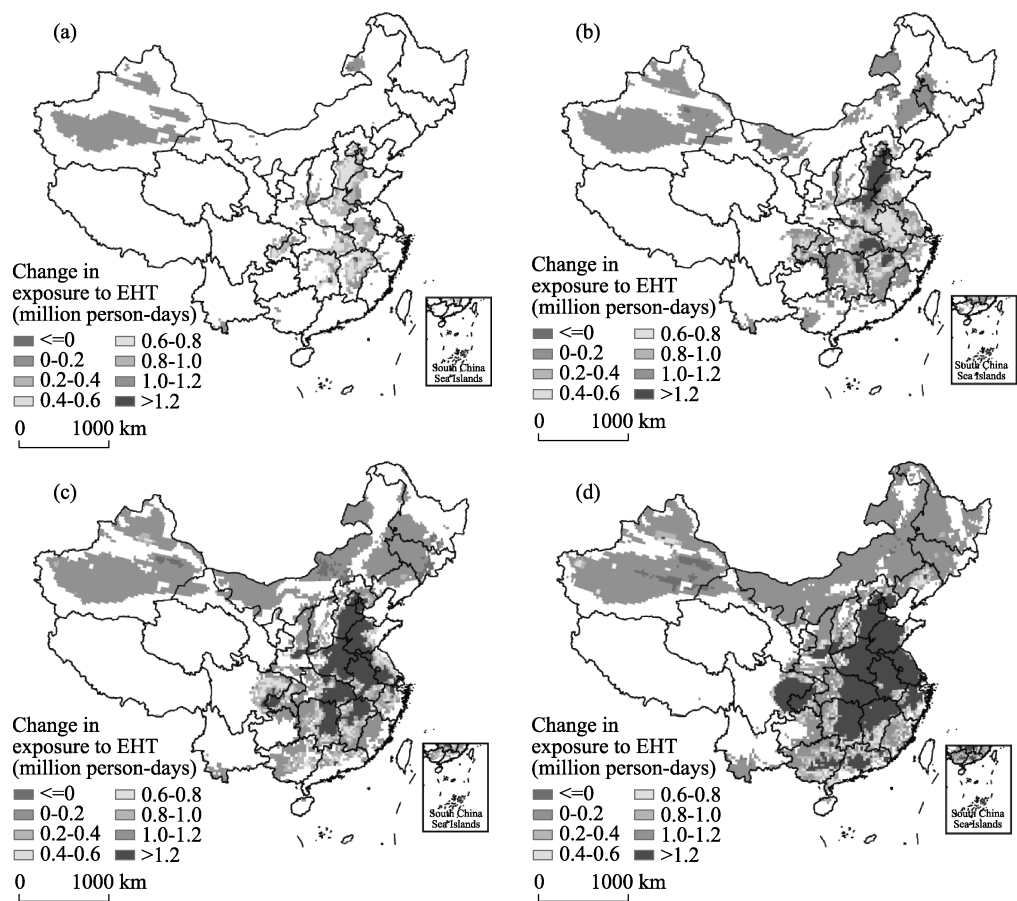 (a)
Change in
exposure to EHT
(million person-days)
<=0 0.6-0.8
0-0.2 0.8-1.0
0.2-0.4 1.0-1.2
0.4-0.6 >1.2
0 1000 km
South China
Sea Islands
(b)
Change in
exposure to EHT
(million person-days)
<=0 0.6-0.8
0-0.2 0.8-1.0
0.2-0.4 1.0-1.2
0.4-0.6 >1.2
0 1000 km
South China
Sea Islands
(c)
Change in
exposure to EHT
(million person-days)
<=0 0.6-0.8
0-0.2 0.8-1.0
0.2-0.4 1.0-1.2
0.4-0.6 >1.2
0 1000 km
South China
Sea Islands
(d)
Change in
exposure to EHT
(million person-days)
<=0 0.6-0.8
0-0.2 0.8-1.0
0.2-0.4 1.0-1.2
0.4-0.6 >1.2
0 1000 km
South China
Sea Islands